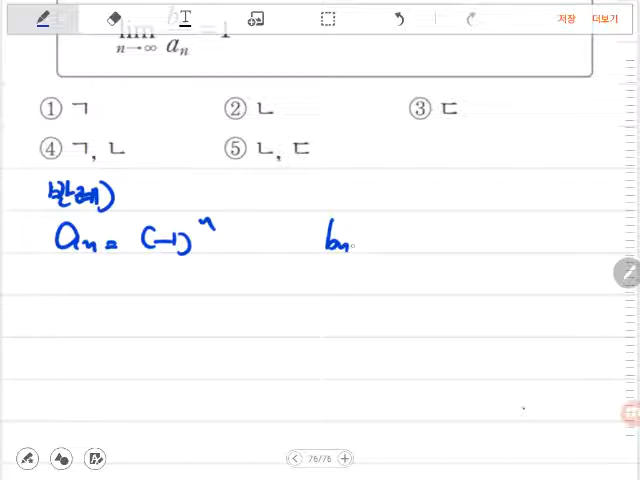 저장 더보기
lim b/aₙ = 1
n→∞
① ㄱ ② ㄴ ③ ㄷ
④ ㄱ, ㄴ ⑤ ㄴ, ㄷ
반례)
aₙ = (-1)ⁿ bₙ
76/76